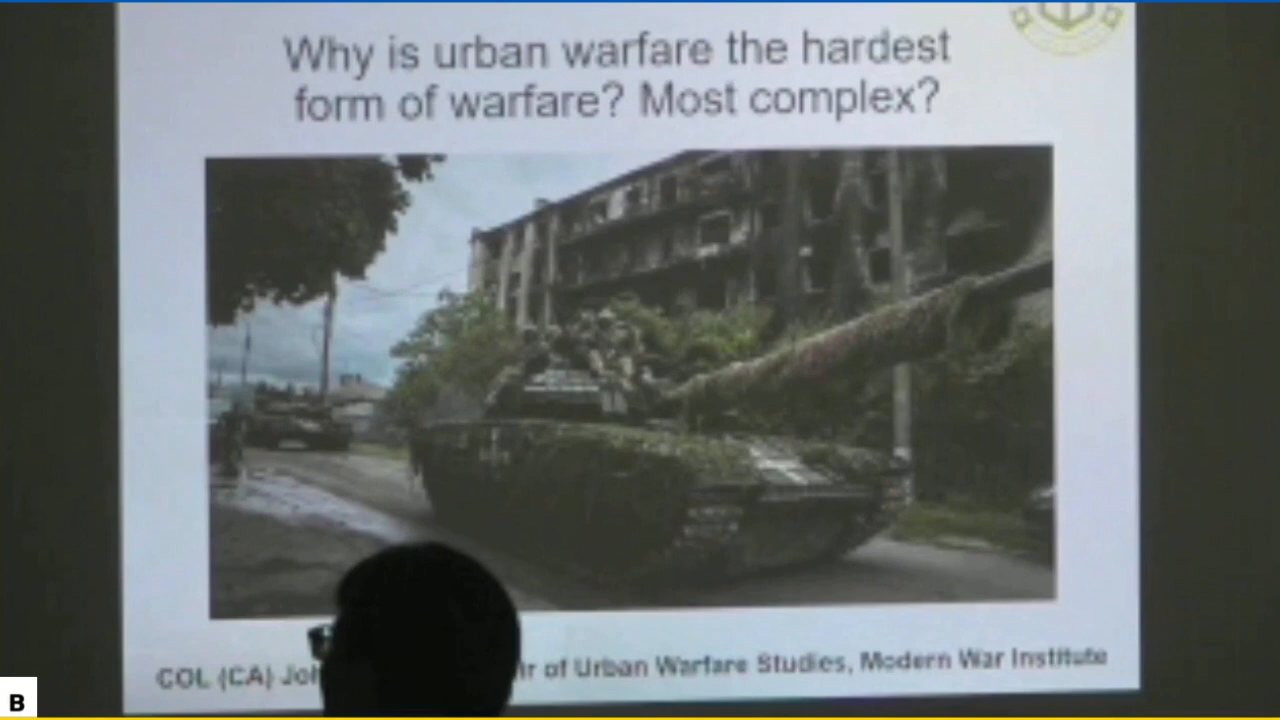 Why is urban warfare the hardest
form of warfare? Most complex?
COL (CA) of Urban Warfare Studies, Modern War Institute
B